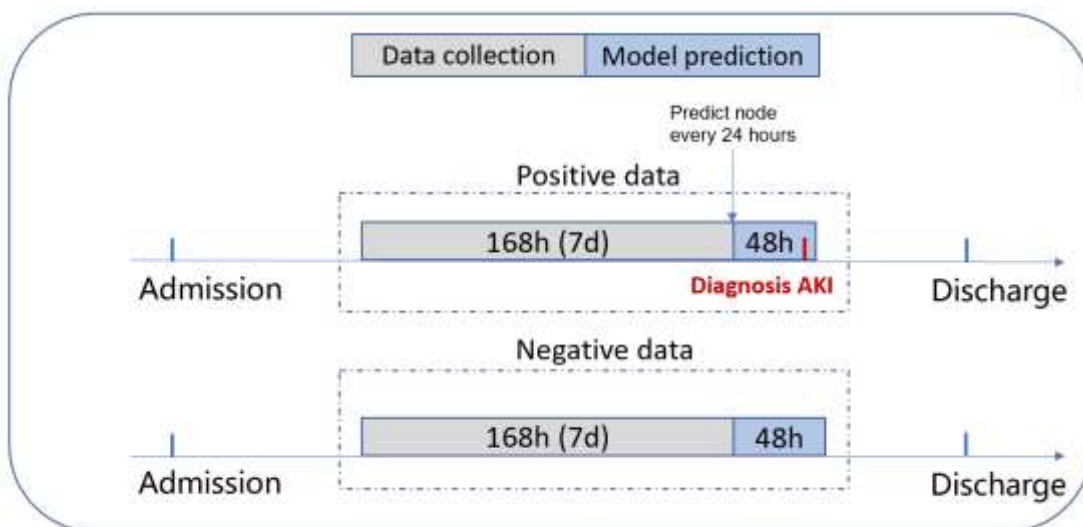 Data collection Model prediction
Predict node
every 24 hours
Positive data
168h (7d) 48h
Admission Diagnosis AKI Discharge
Negative data
168h (7d) 48h
Admission Discharge